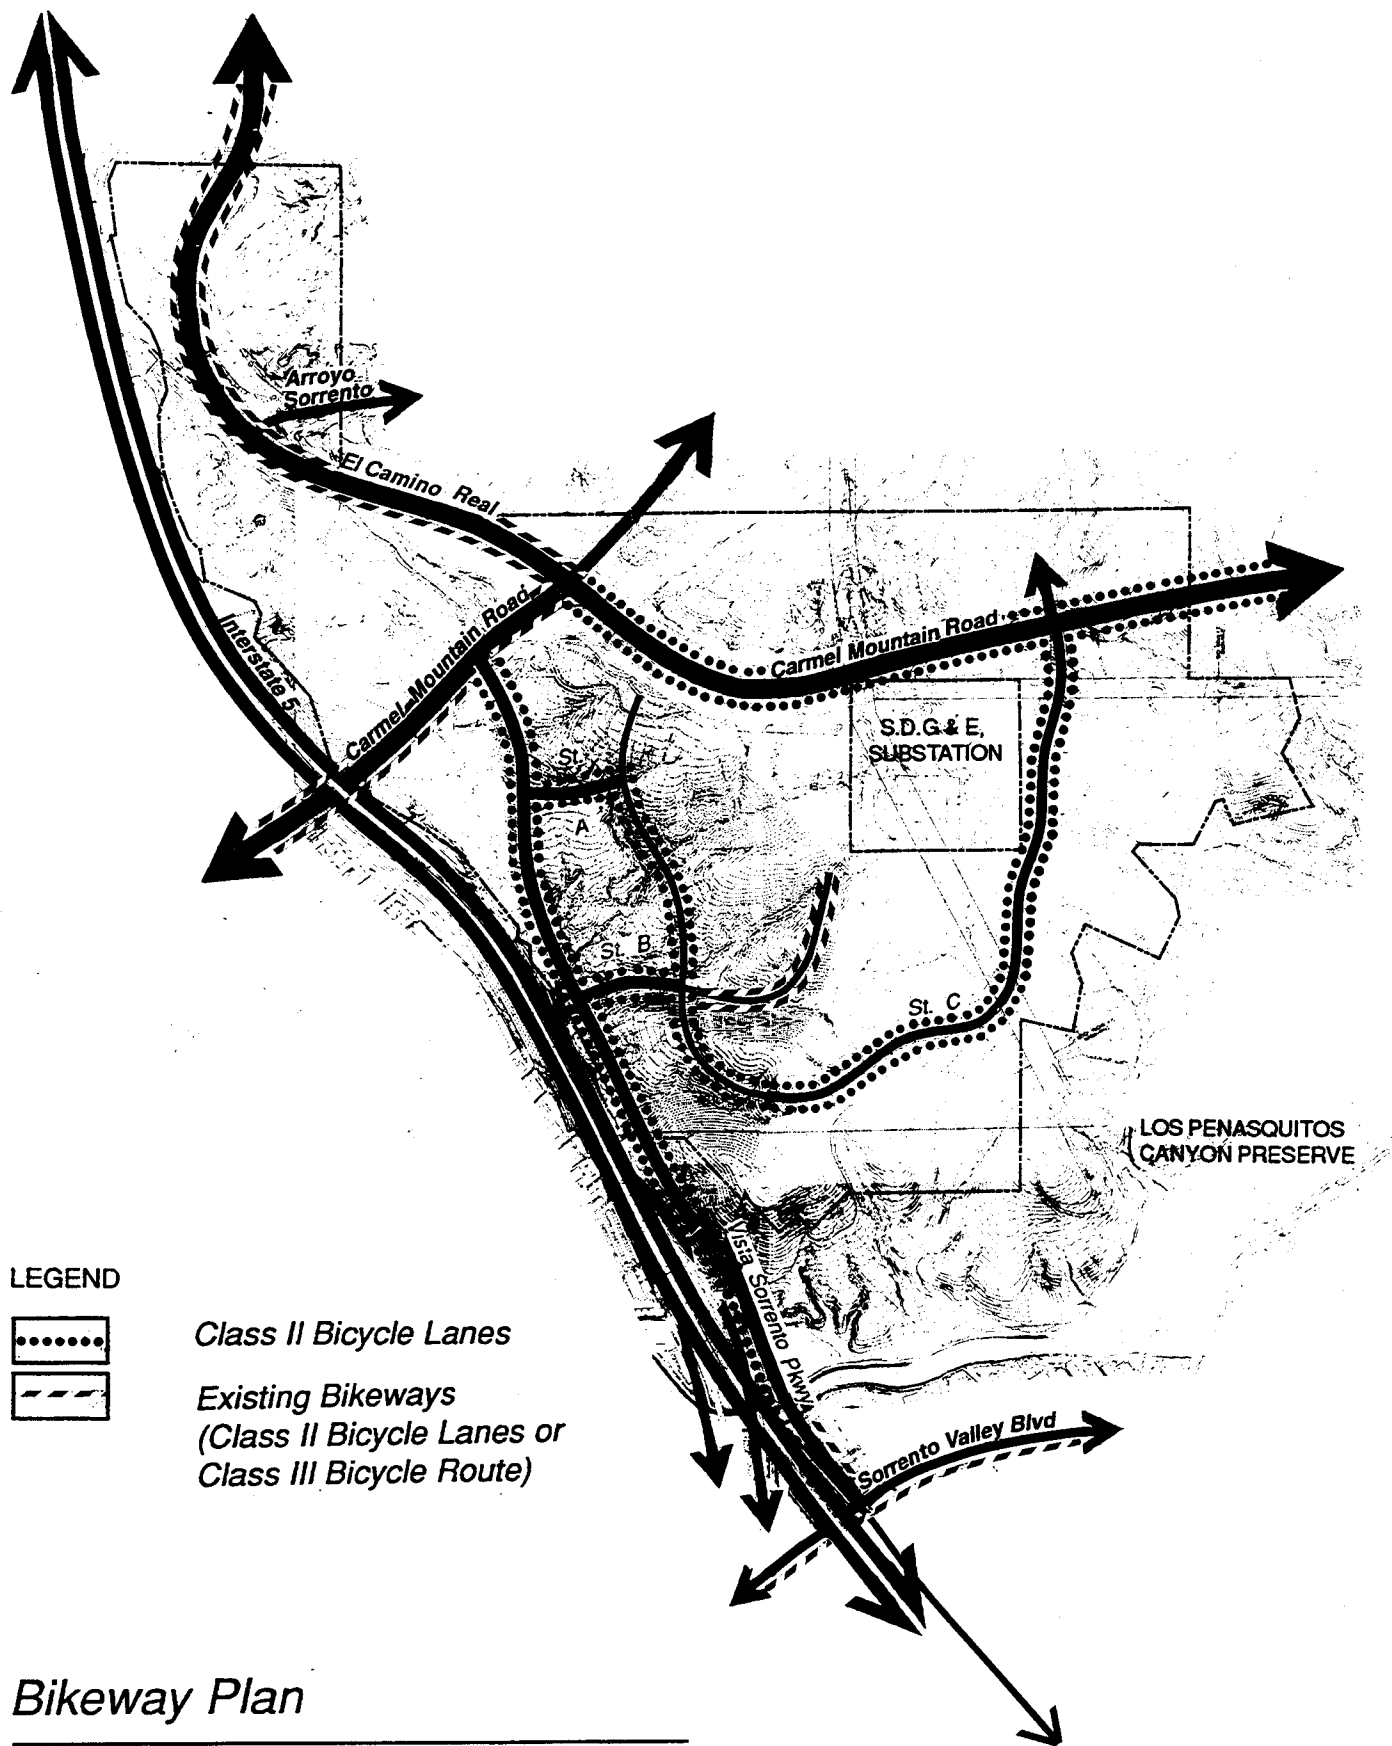 Arroyo
Sorrento
El Camino Real
Carmel Mountain Road
Carmel Mountain Road
Interstate 5
S.D.G & E,
SUBSTATION
St.
A
St. B
St. C
LOS PENASQUITOS
CANYON PRESERVE
Vista Sorrento Pkwy
Sorrento Valley Blvd
LEGEND
Class II Bicycle Lanes
Existing Bikeways
(Class II Bicycle Lanes or
Class III Bicycle Route)
Bikeway Plan